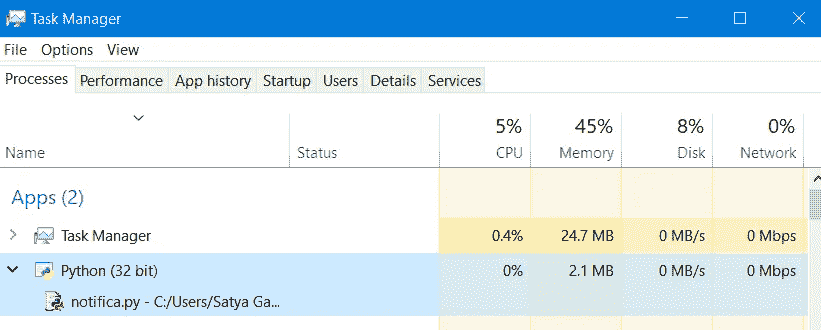 Task Manager
File Options View
Processes Performance App history Startup Users Details Services
5% 45% 8% 0%
Name Status CPU Memory Disk Network
Apps (2)
Task Manager 0.4% 24.7 MB 0 MB/s 0 Mbps
Python (32 bit) 0% 2.1 MB 0 MB/s 0 Mbps
notifica.py - C:/Users/Satya Ga...